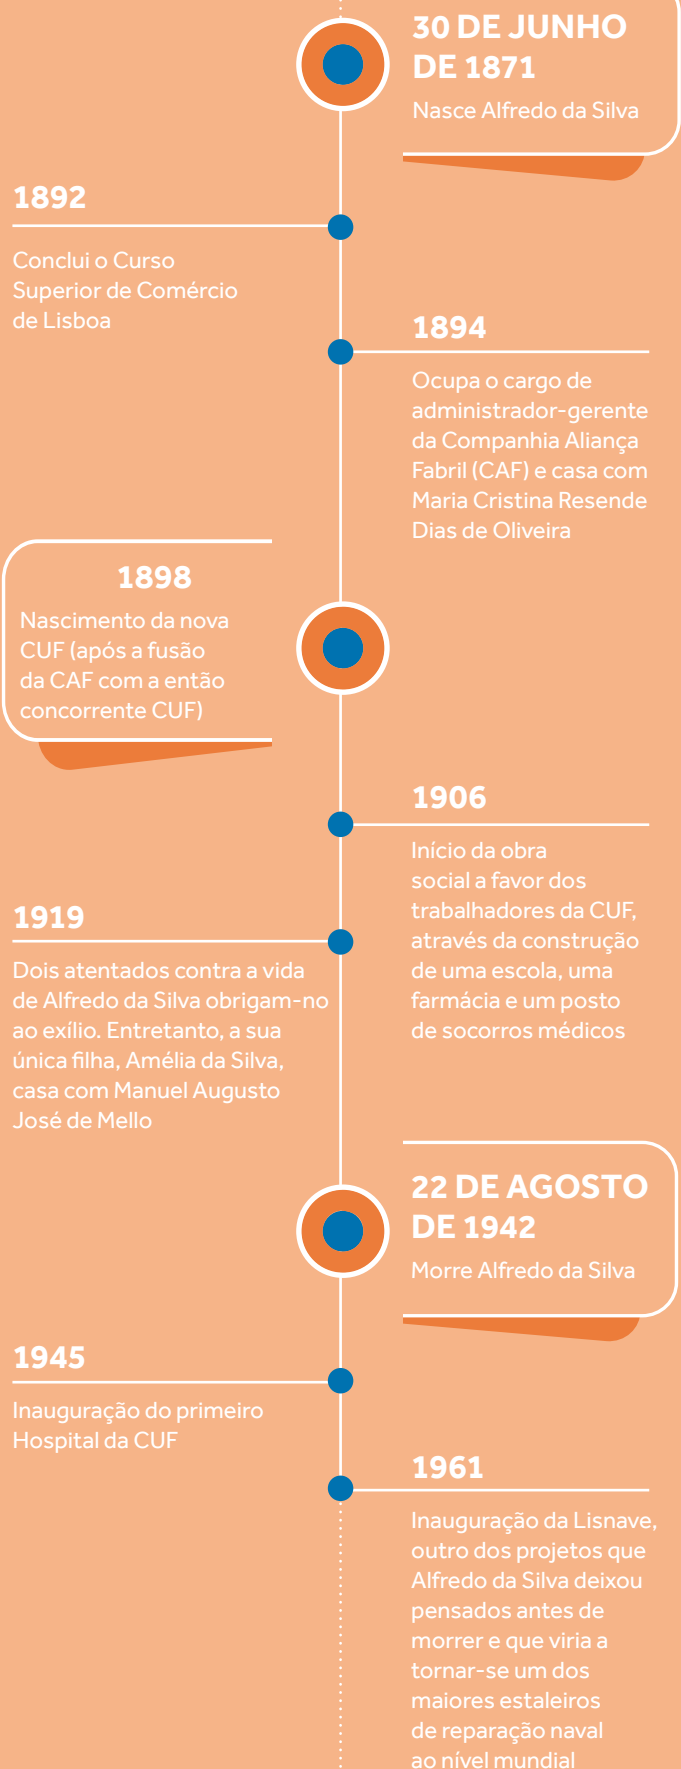 30 DE JUNHO
DE 1871
Nasce Alfredo da Silva
1892
Conclui o Curso
Superior de Comércio
de Lisboa
1894
Ocupa o cargo de
administrador-gerente
da Companhia Aliança
Fabril (CAF) e casa com
Maria Cristina Resende
Dias de Oliveira
1898
Nascimento da nova
CUF (após a fusão
da CAF com a então
concorrente CUF)
1906
Início da obra
social a favor dos
trabalhadores da CUF,
através da construção
de uma escola, uma
farmácia e um posto
de socorros médicos
1919
Dois atentados contra a vida
de Alfredo da Silva obrigam-no
ao exílio. Entretanto, a sua
única filha, Amélia da Silva,
casa com Manuel Augusto
José de Mello
22 DE AGOSTO
DE 1942
Morre Alfredo da Silva
1945
Inauguração do primeiro
Hospital da CUF
1961
Inauguração da Lisnave,
outro dos projetos que
Alfredo da Silva deixou
pensados antes de
morrer e que viria a
tornar-se um dos
maiores estaleiros
de reparação naval
ao nível mundial